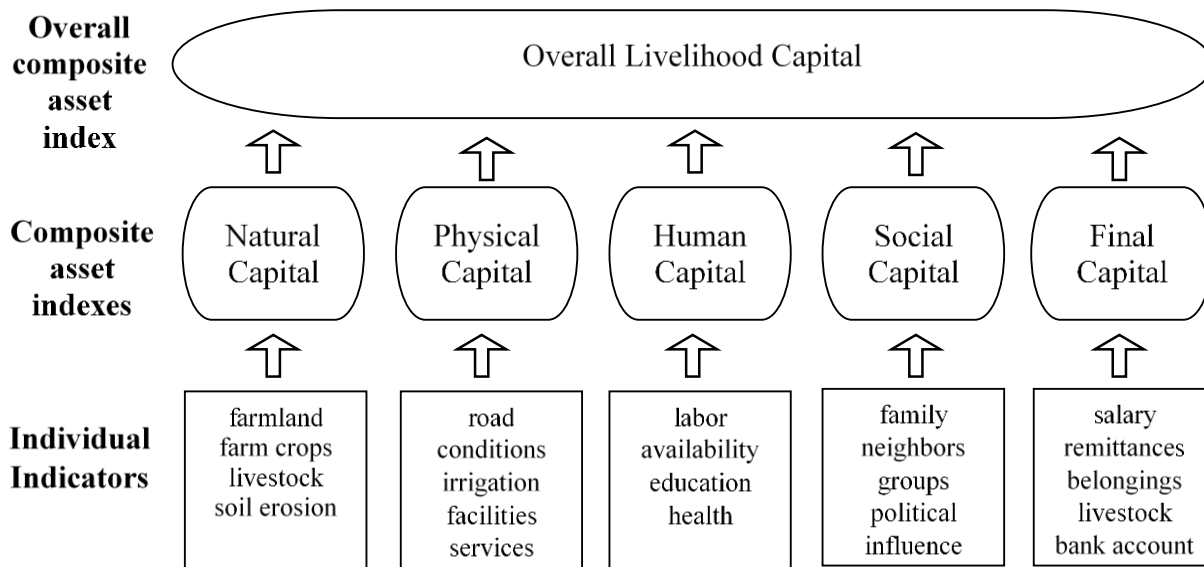 Overall
composite
asset
index
Overall Livelihood Capital
Composite
asset
indexes
Natural
Capital
Physical
Capital
Human
Capital
Social
Capital
Final
Capital
Individual
Indicators
farmland
farm crops
livestock
soil erosion
road
conditions
irrigation
facilities
services
labor
availability
education
health
family
neighbors
groups
political
influence
salary
remittances
belongings
livestock
bank account